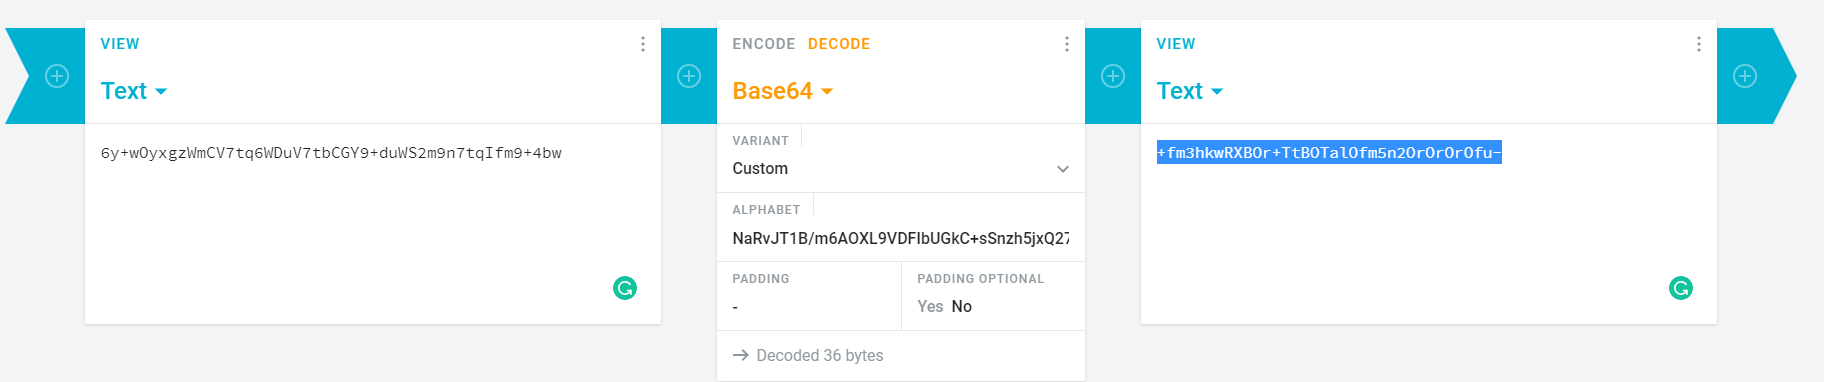 VIEW
Text
6y+wOyxgzWmCV7tq6WDuV7tbCGY9+duWS2m9n7tqIfm9+4bw
ENCODE DECODE
Base64
VARIANT
Custom
ALPHABET
NaRvJT1B/m6AOXL9VDFIbUGkC+sSnzh5jxQ27
PADDING
-
PADDING OPTIONAL
Yes No
→ Decoded 36 bytes
VIEW
Text
+fm3hkwRXBOr+TtBOTalOfm5n2OrOrOrOfu-